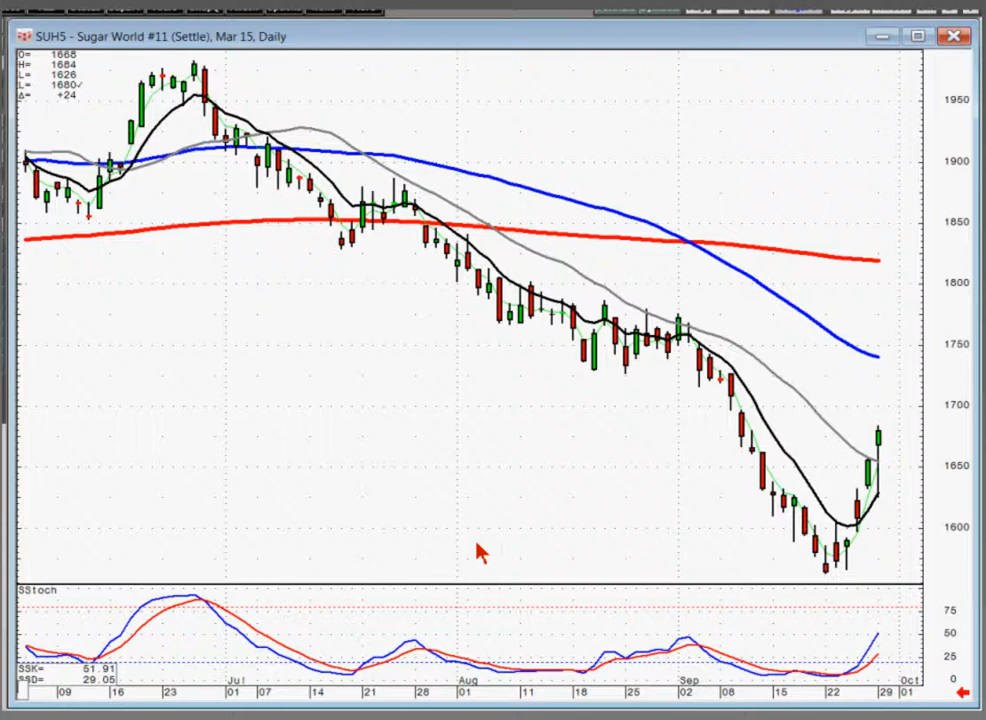 SUH5 - Sugar World #11 (Settle), Mar 15, Daily
O= 1668
H= 1684
L= 1626
L= 1680✓
Δ= +24
1950
1900
1850
1800
1750
1700
1650
1600
SStoch
75
50
25
0
SSK= 51.91
SSD= 29.05
Jul Aug Sep Oct
09 16 23 01 07 14 21 28 01 11 18 25 02 08 15 22 29 01